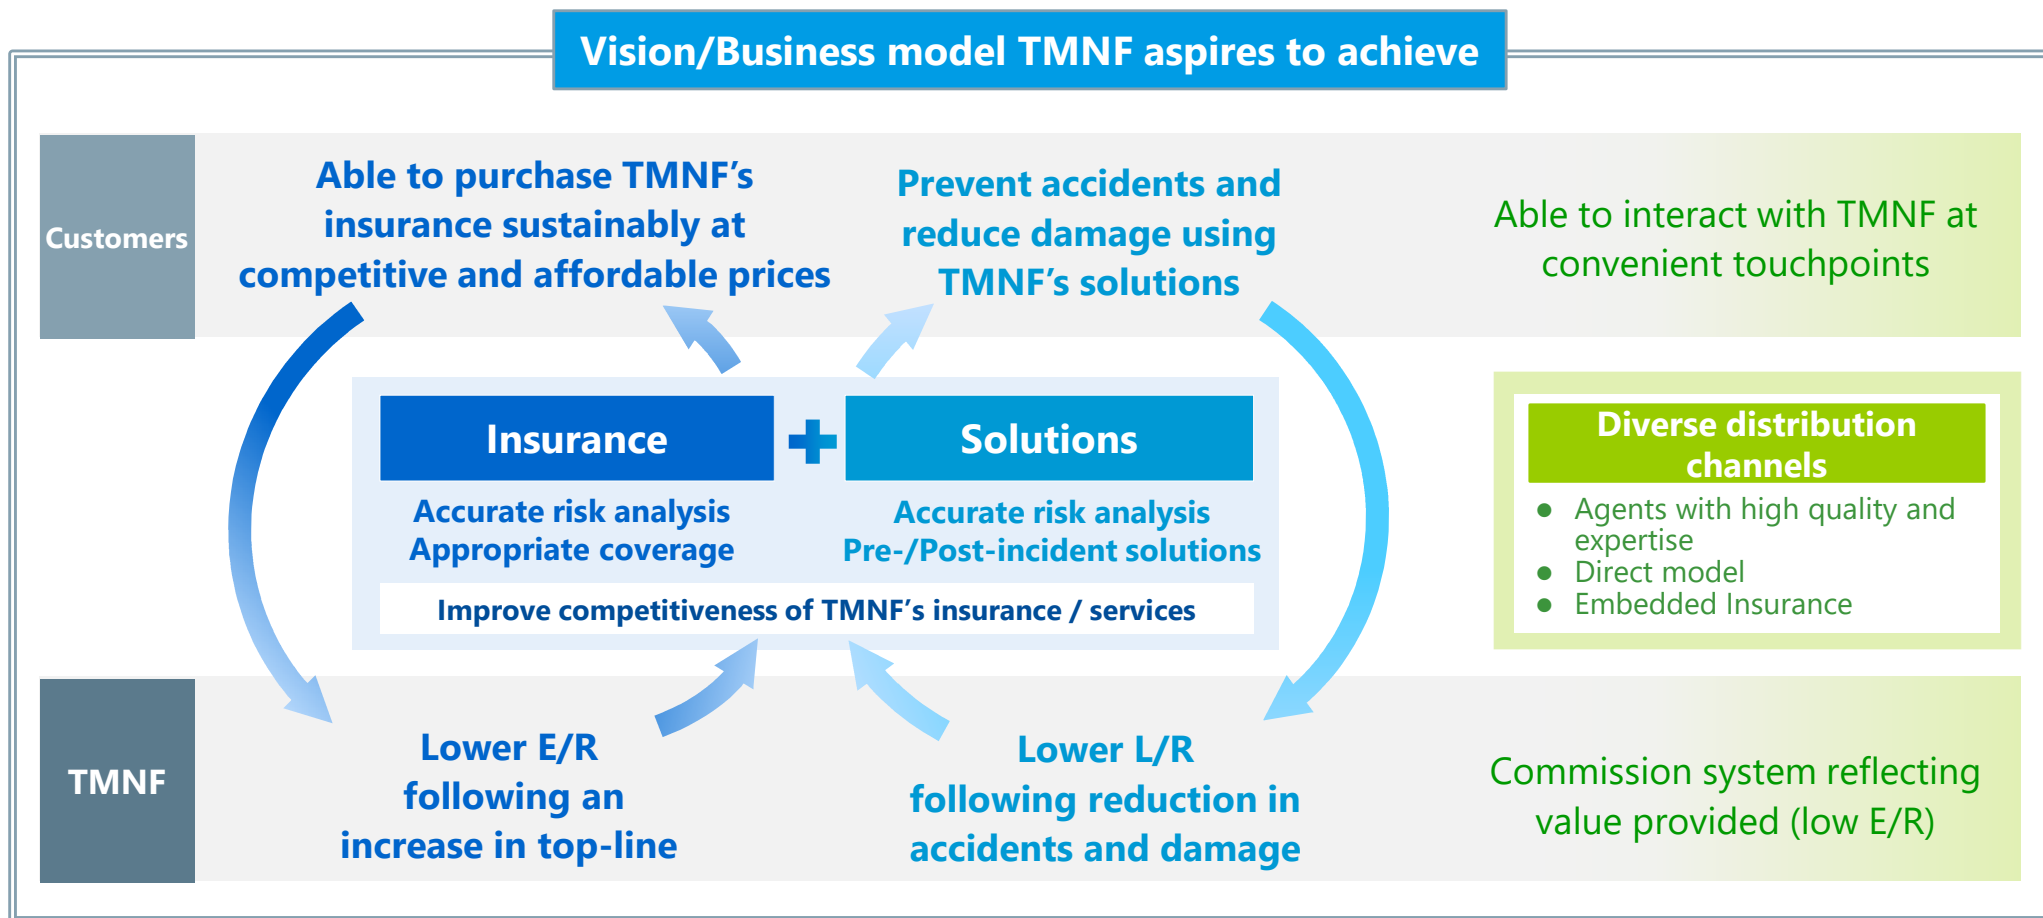 Vision/Business model TMNF aspires to achieve
Customers
Able to purchase TMNF's
insurance sustainably at
competitive and affordable prices
Prevent accidents and
reduce damage using
TMNF's solutions
Able to interact with TMNF at
convenient touchpoints
Insurance
Solutions
Accurate risk analysis
Appropriate coverage
Accurate risk analysis
Pre-/Post-incident solutions
Improve competitiveness of TMNF's insurance / services
Diverse distribution
channels
● Agents with high quality and
expertise
● Direct model
● Embedded Insurance
TMNF
Lower E/R
following an
increase in top-line
Lower L/R
following reduction in
accidents and damage
Commission system reflecting
value provided (low E/R)